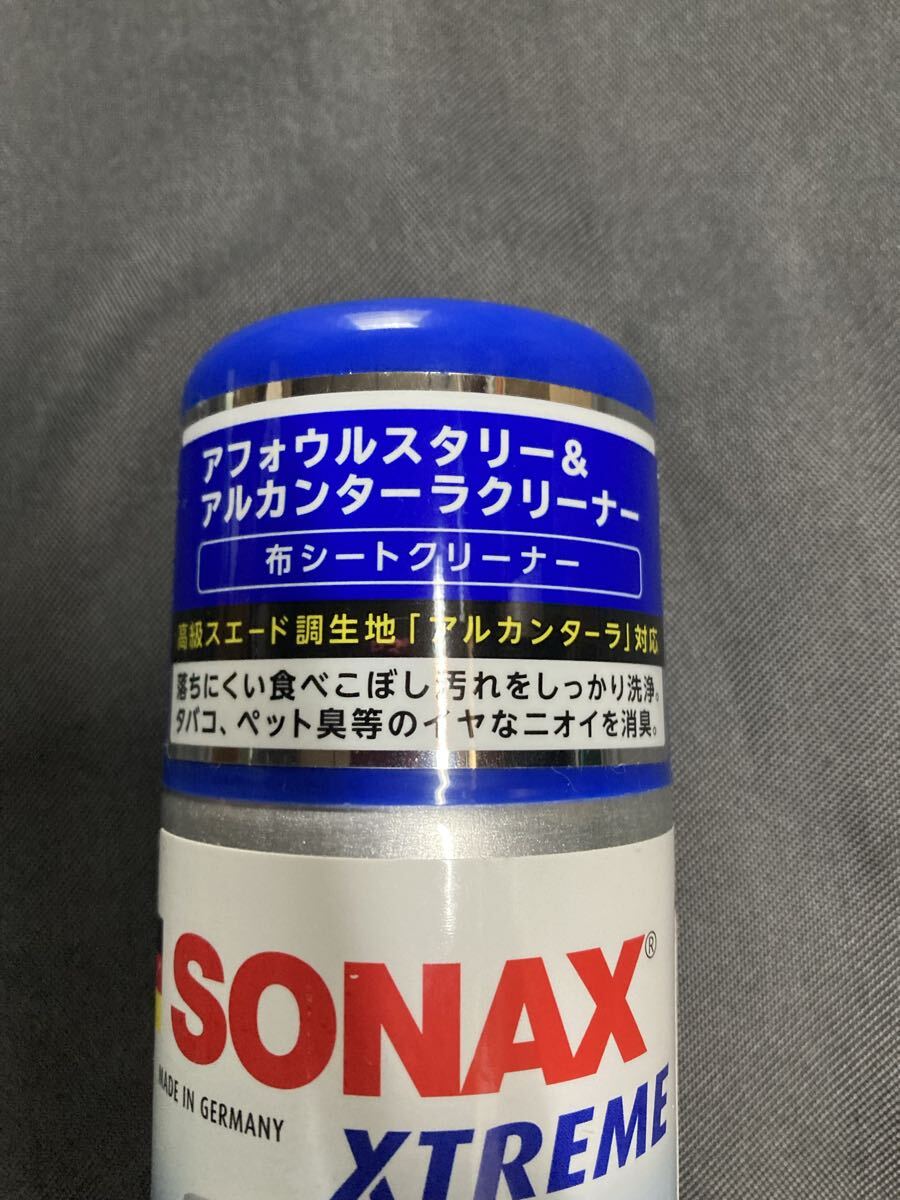 アフォウルスタリー&
アルカンターラクリーナー
布シートクリーナー
高級スエード調生地「アルカンターラ」対応
落ちにくい食べこぼし汚れをしっかり洗浄。
タバコ、ペット臭等のイヤなニオイを消臭。
SONAX®
MADE IN GERMANY
XTREME